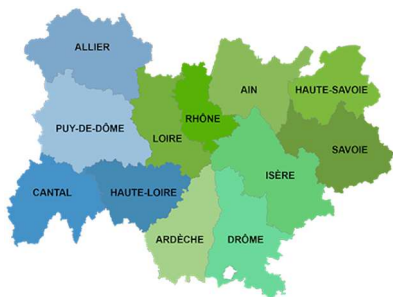 ALLIER
AIN
HAUTE-SAVOIE
PUY-DE-DÔME
LOIRE
RHÔNE
SAVOIE
ISÈRE
CANTAL
HAUTE-LOIRE
ARDÈCHE
DRÔME